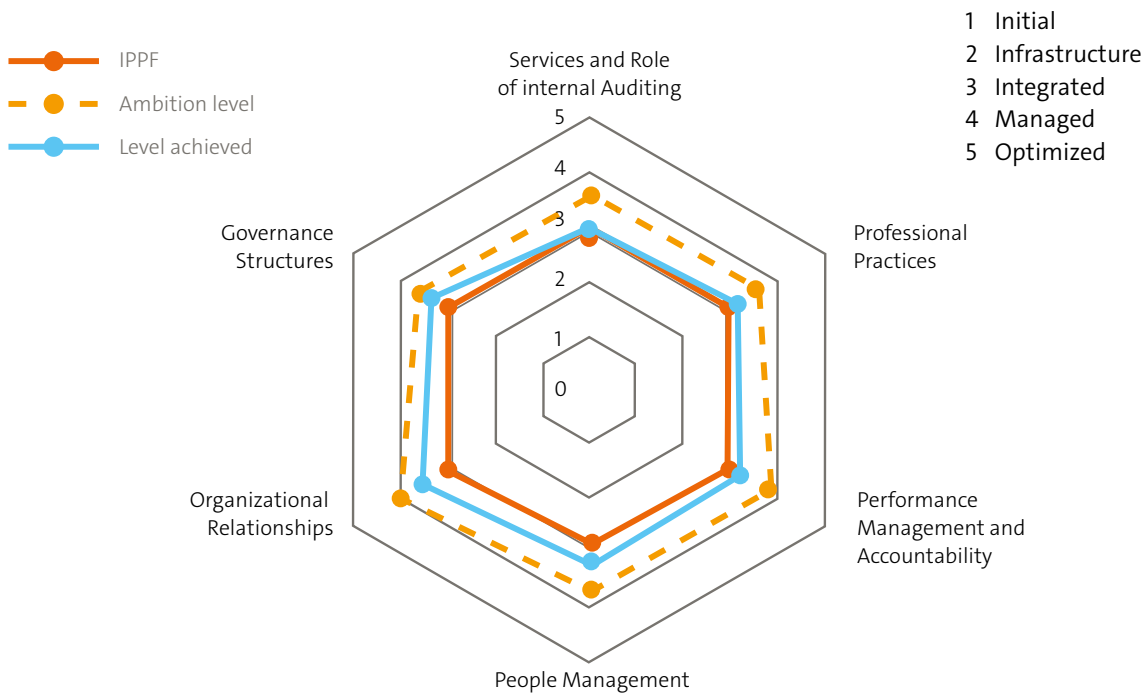 IPPF
Ambition level
Level achieved
1 Initial
2 Infrastructure
3 Integrated
4 Managed
5 Optimized
Services and Role
of internal Auditing
5
4
3
2
1
0
Governance
Structures
Professional
Practices
Organizational
Relationships
Performance
Management and
Accountability
People Management